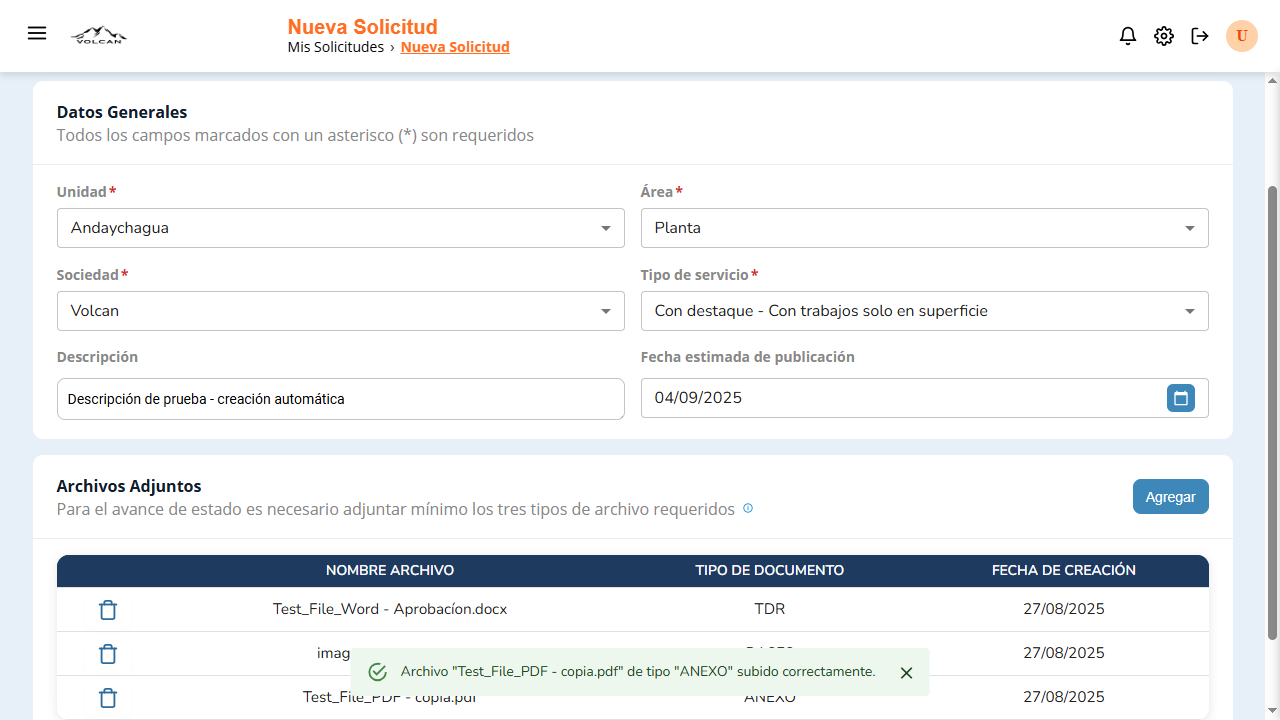 VOLCAN
Nueva Solicitud
Mis Solicitudes › Nueva Solicitud
U
Datos Generales
Todos los campos marcados con un asterisco (*) son requeridos
Unidad*
Área*
Andaychagua
Planta
Sociedad*
Tipo de servicio*
Volcan
Con destaque - Con trabajos solo en superficie
Descripción
Fecha estimada de publicación
Descripción de prueba - creación automática
04/09/2025
Archivos Adjuntos
Para el avance de estado es necesario adjuntar mínimo los tres tipos de archivo requeridos
Agregar
NOMBRE ARCHIVO TIPO DE DOCUMENTO FECHA DE CREACIÓN
Test_File_Word - Aprobacíon.docx TDR 27/08/2025
27/08/2025
Archivo "Test_File_PDF - copia.pdf" de tipo "ANEXO" subido correctamente.
Test_File_PDF - copia.pdf ANEXO 27/08/2025